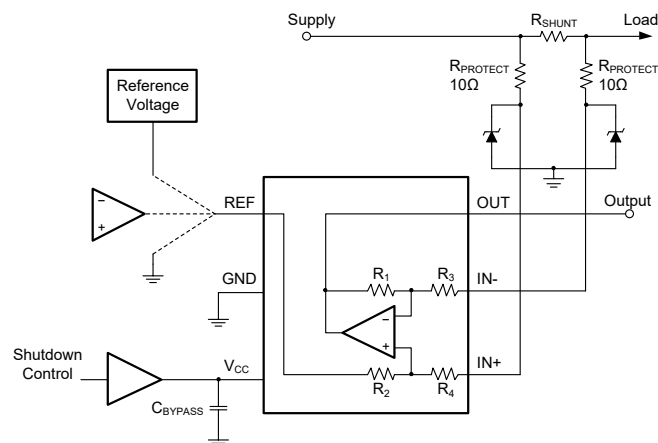 Supply
RSHUNT
Load
RPROTECT
10Ω
RPROTECT
10Ω
Reference
Voltage
−
+
REF
OUT
Output
GND
R1
R3
IN-
−
+
Shutdown
Control
VCC
R2
R4
IN+
CBYPASS